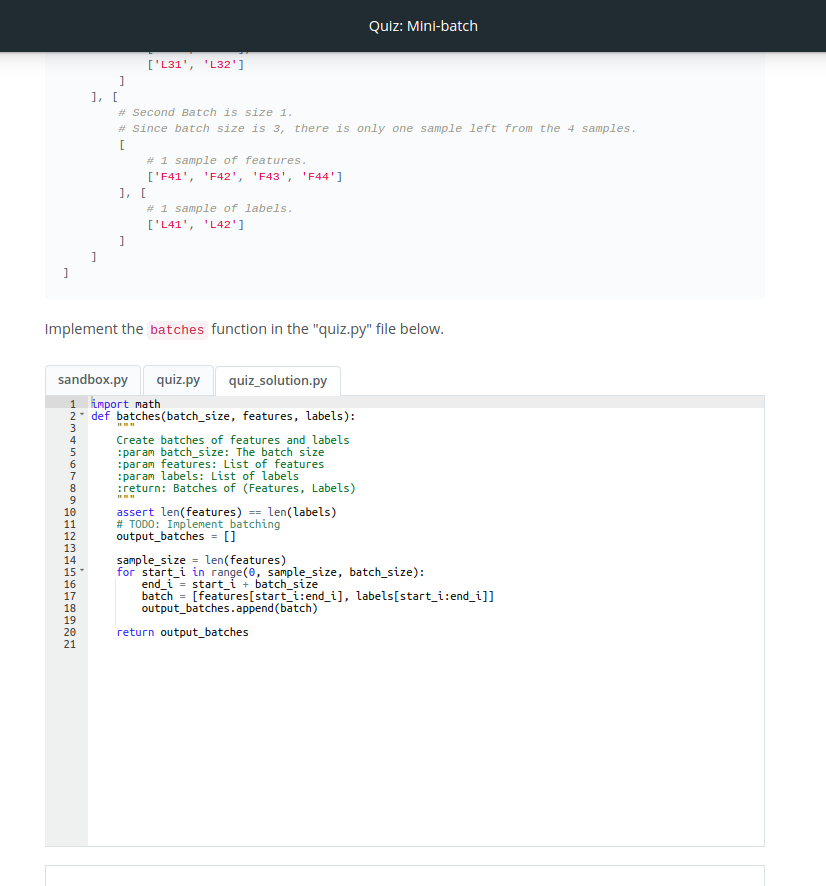 Quiz: Mini-batch
['L31', 'L32']
]
], [
# Second Batch is size 1.
# Since batch size is 3, there is only one sample left from the 4 samples.
[
# 1 sample of features.
['F41', 'F42', 'F43', 'F44']
], [
# 1 sample of labels.
['L41', 'L42']
]
]
]
Implement the batches function in the "quiz.py" file below.
sandbox.py quiz.py quiz_solution.py
1 import math
2 def batches(batch_size, features, labels):
3 """
4 Create batches of features and labels
5 :param batch_size: The batch size
6 :param features: List of features
7 :param labels: List of labels
8 :return: Batches of (Features, Labels)
9 """
10 assert len(features) == len(labels)
11 # TODO: Implement batching
12 output_batches = []
13
14 sample_size = len(features)
15 for start_i in range(0, sample_size, batch_size):
16 end_i = start_i + batch_size
17 batch = [features[start_i:end_i], labels[start_i:end_i]]
18 output_batches.append(batch)
19
20 return output_batches
21